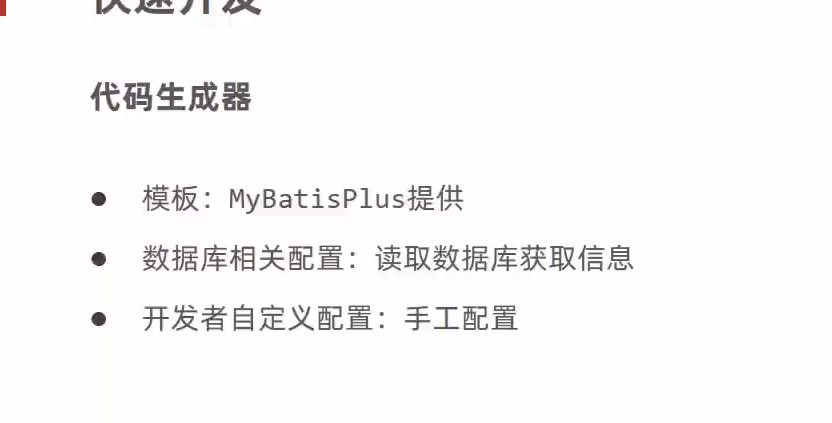 快速开发
代码生成器
● 模板：MyBatisPlus提供
● 数据库相关配置：读取数据库获取信息
● 开发者自定义配置：手工配置